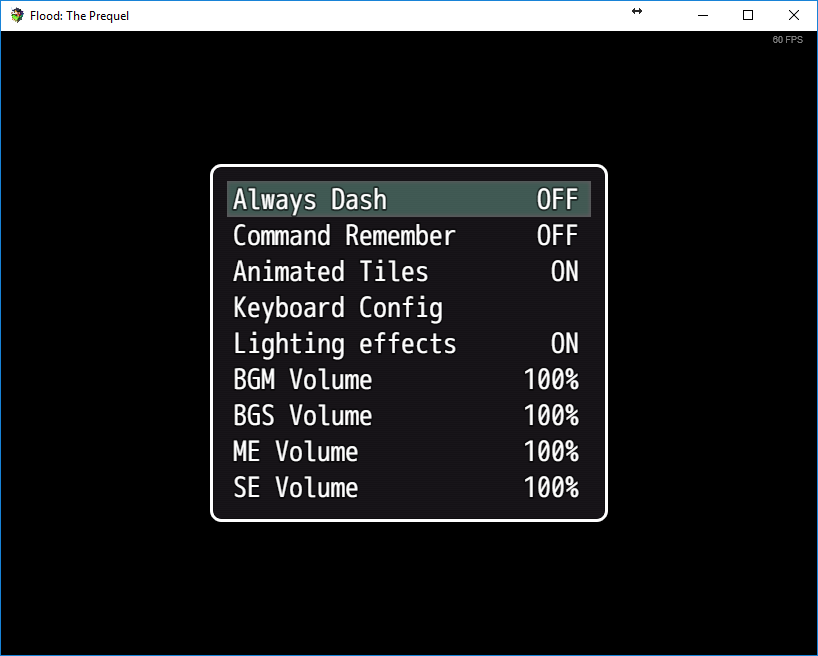 Flood: The Prequel
60 FPS
Always Dash OFF
Command Remember OFF
Animated Tiles ON
Keyboard Config
Lighting effects ON
BGM Volume 100%
BGS Volume 100%
ME Volume 100%
SE Volume 100%